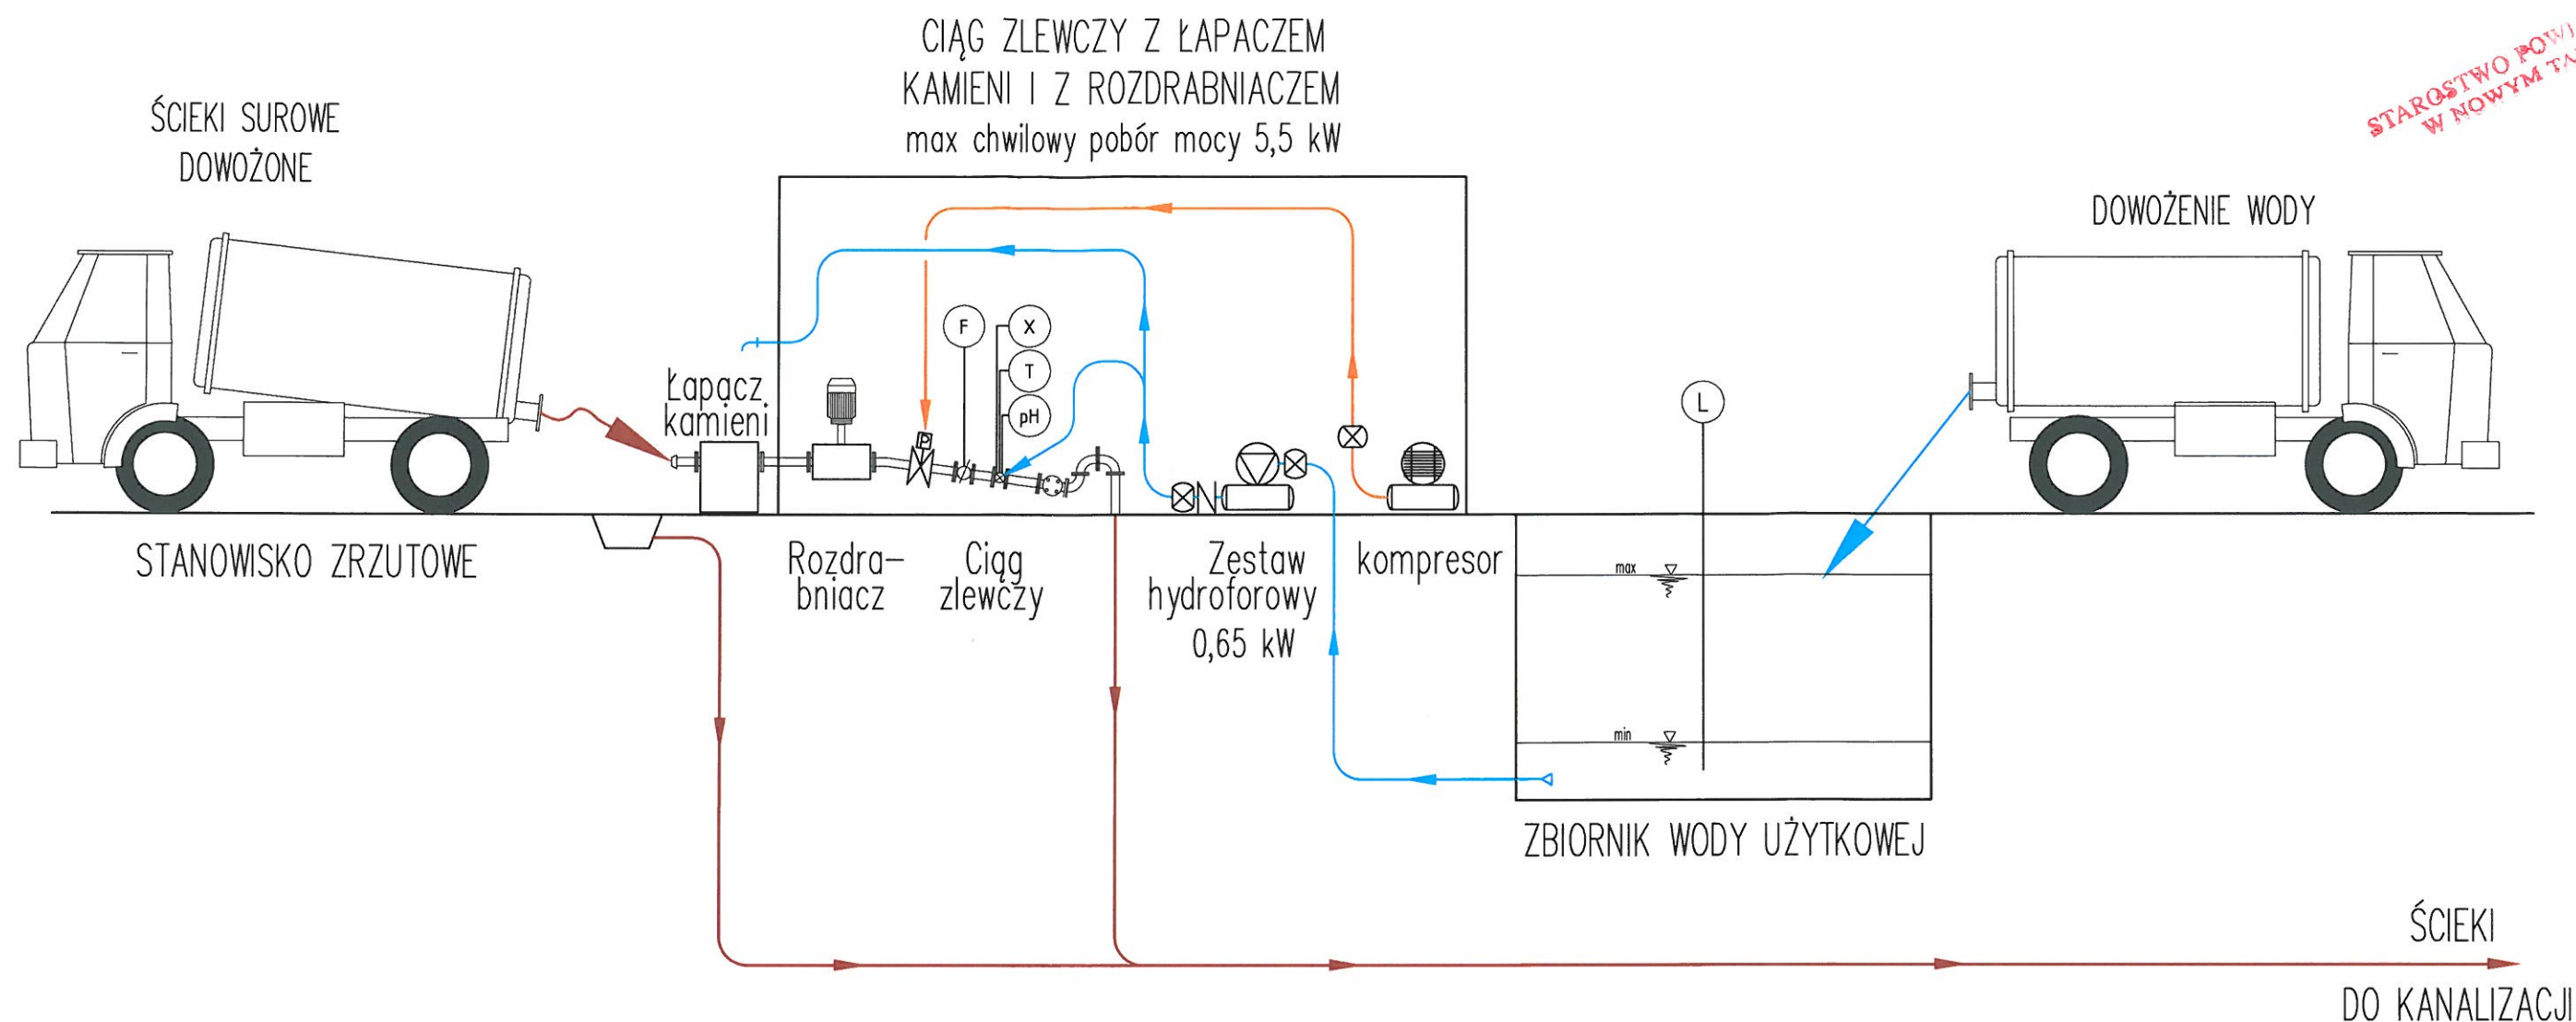 CIĄG ZLEWCZY Z ŁAPACZEM
KAMIENI I Z ROZDRABNIACZEM
max chwilowy pobór mocy 5,5 kW
STAROSTWO
W NOWYM
ŚCIEKI SUROWE
DOWOŻONE
DOWOŻENIE WODY
F
X
T
pH
P
L
Łapacz
kamieni
STANOWISKO ZRZUTOWE
Rozdra-
bniacz
Ciąg
zlewczy
Zestaw
hydroforowy
0,65 kW
kompresor
max
min
ZBIORNIK WODY UŻYTKOWEJ
ŚCIEKI
DO KANALIZACJI